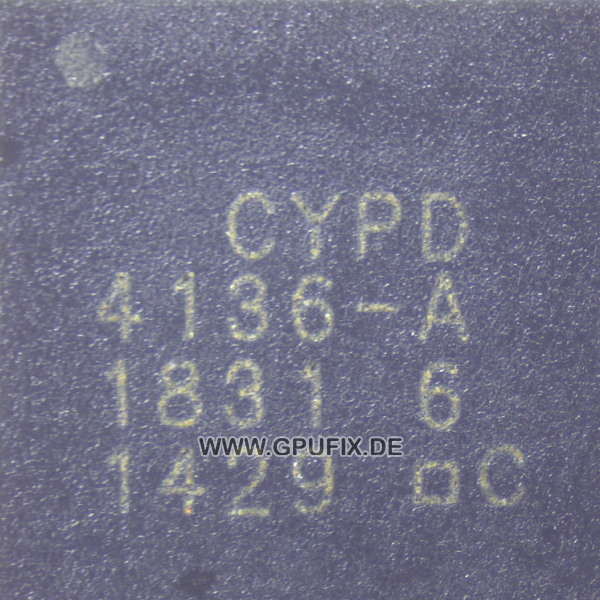 CYPD
4136-A
1831 6
WWW.GPUFIX.DE
1429 ¤C